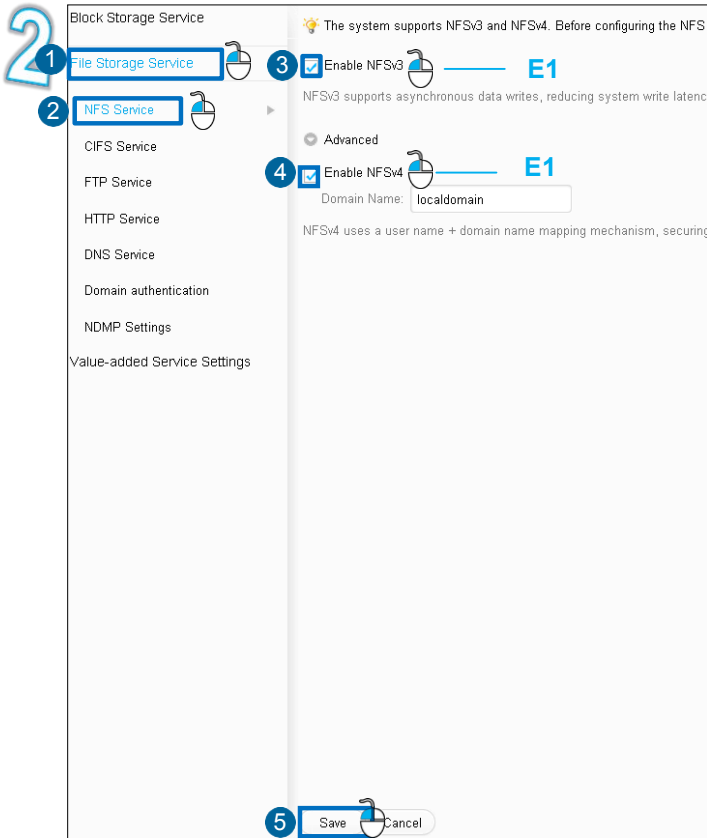 2
Block Storage Service
1
File Storage Service
2
NFS Service
CIFS Service
FTP Service
HTTP Service
DNS Service
Domain authentication
NDMP Settings
Value-added Service Settings
The system supports NFSv3 and NFSv4. Before configuring the NFS
3
Enable NFSv3
E1
NFSv3 supports asynchronous data writes, reducing system write latenc
Advanced
4
Enable NFSv4
E1
Domain Name: localdomain
NFSv4 uses a user name + domain name mapping mechanism, securing
5
Save
Cancel